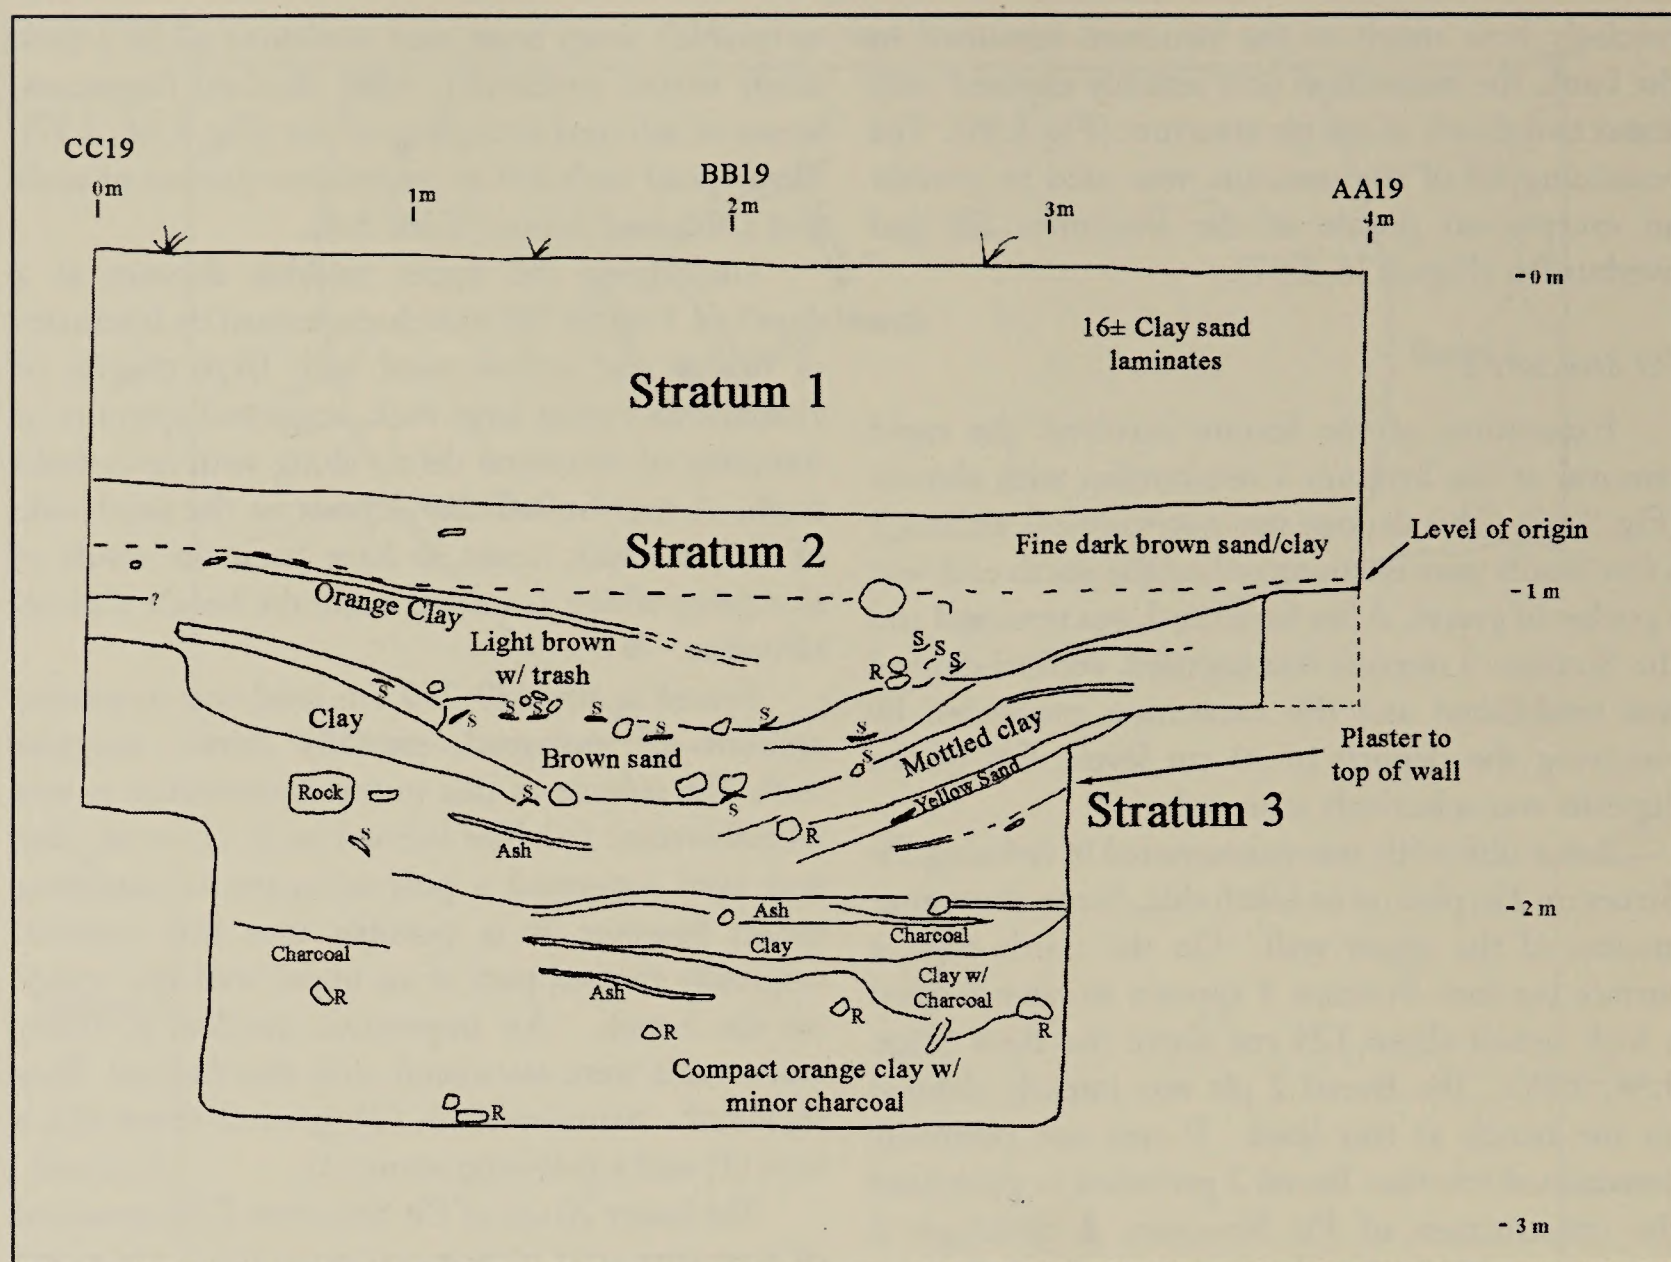 CC19
0m
1m
BB19
2m
3m
AA19
4m
- 0 m
16± Clay sand
laminates
Stratum 1
Stratum 2
Fine dark brown sand/clay
Level of origin
- 1 m
?
Orange Clay
Light brown
w/ trash
S
S
S
R
S
S
S
S
S
S
S
S
Clay
Brown sand
S
Mottled clay
Plaster to
top of wall
Rock
S
S
Yellow Sand
Stratum 3
S
Ash
R
Ash
- 2 m
Charcoal
Charcoal
Clay
Clay w/
Charcoal
R
Ash
R
R
R
Compact orange clay w/
minor charcoal
R
- 3 m